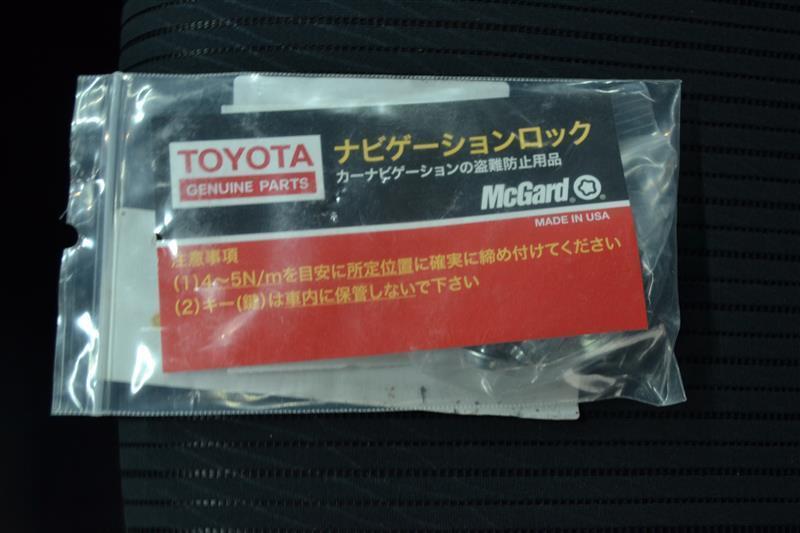 TOYOTA
GENUINE PARTS
ナビゲーションロック
カーナビゲーションの盗難防止用品
McGard®
MADE IN USA
注意事項
(1)4〜5N/mを目安に所定位置に確実に締め付けてください
(2)キー(鍵)は車内に保管しないで下さい